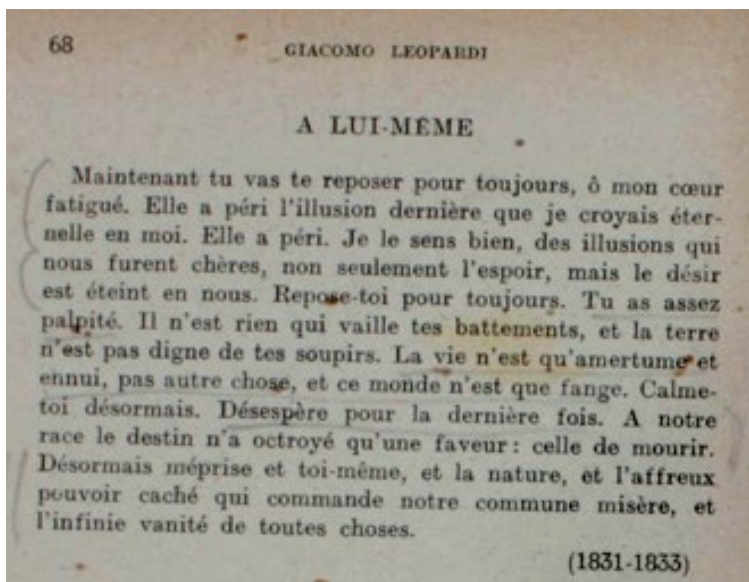 68
GIACOMO LEOPARDI
A LUI-MÊME
Maintenant tu vas te reposer pour toujours, ô mon cœur
fatigué. Elle a péri l'illusion dernière que je croyais éter-
nelle en moi. Elle a péri. Je le sens bien, des illusions qui
nous furent chères, non seulement l'espoir, mais le désir
est éteint en nous. Repose-toi pour toujours. Tu as assez
palpité. Il n'est rien qui vaille tes battements, et la terre
n'est pas digne de tes soupirs. La vie n'est qu'amertume et
ennui, pas autre chose, et ce monde n'est que fange. Calme-
toi désormais. Désespère pour la dernière fois. A notre
race le destin n'a octroyé qu'une faveur : celle de mourir.
Désormais méprise et toi-même, et la nature, et l'affreux
pouvoir caché qui commande notre commune misère, et
l'infinie vanité de toutes choses.
(1831-1833)